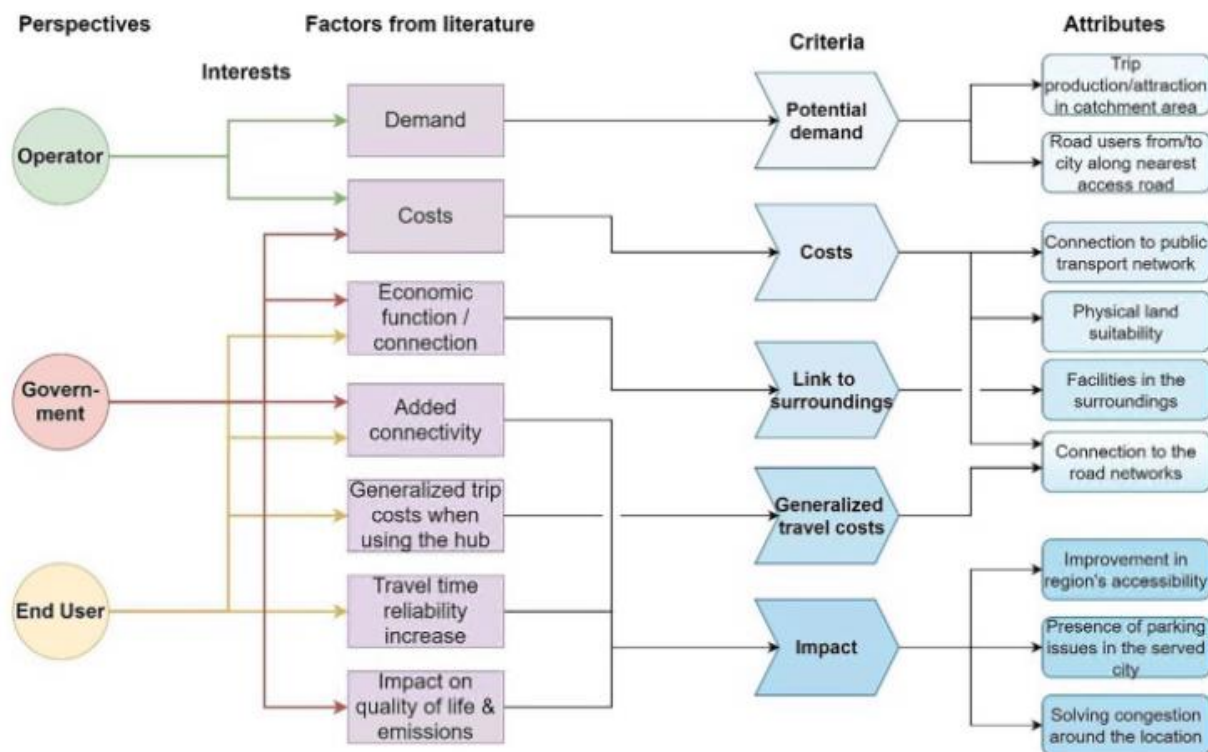 Perspectives
Interests
Factors from literature
Criteria
Attributes
Operator
Govern-
ment
End User
Demand
Costs
Economic
function /
connection
Added
connectivity
Generalized trip
costs when
using the hub
Travel time
reliability
increase
Impact on
quality of life &
emissions
Potential
demand
Costs
Link to
surroundings
Generalized
travel costs
Impact
Trip
production/attraction
in catchment area
Road users from/to
city along nearest
access road
Connection to public
transport network
Physical land
suitability
Facilities in the
surroundings
Connection to the
road networks
Improvement in
region's accessibility
Presence of parking
issues in the served
city
Solving congestion
around the location